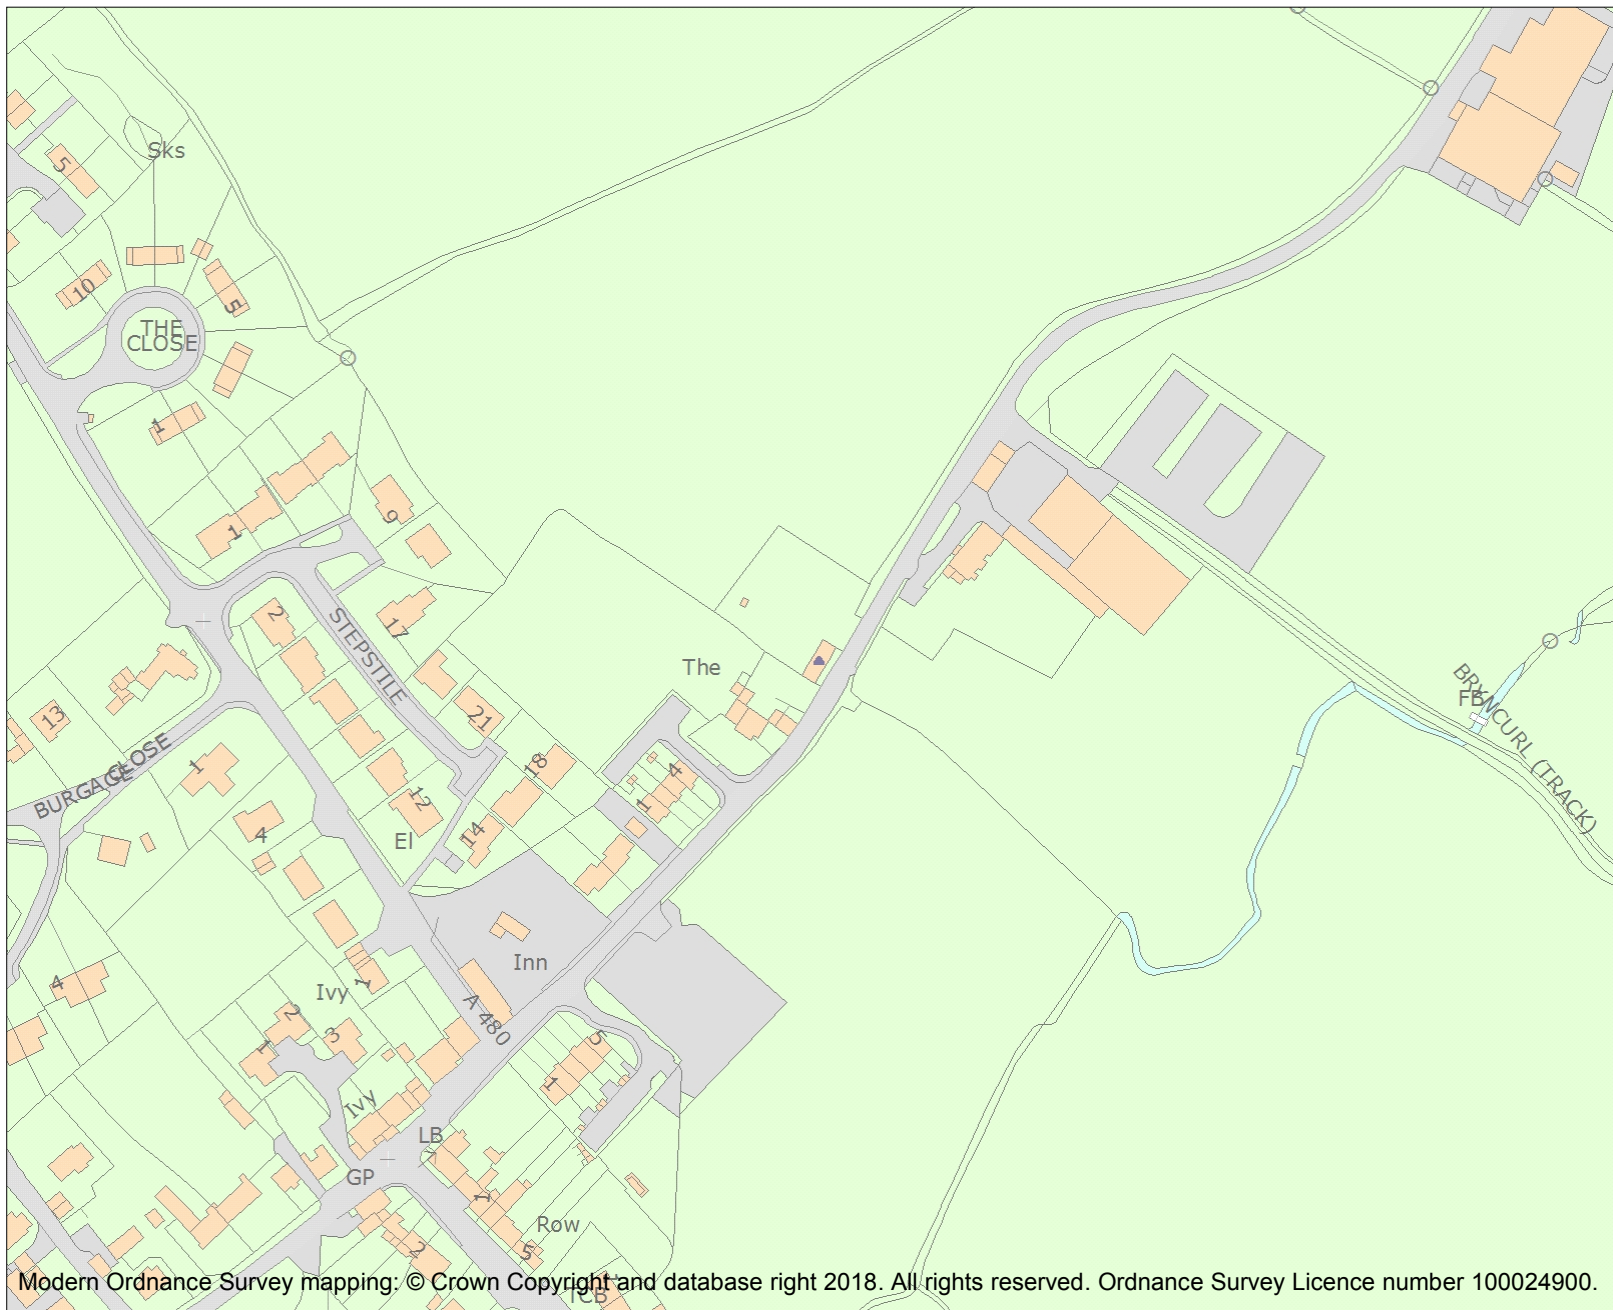 Sks
5
10
5
THE
CLOSE
1
1
9
2
STEPSTILE
17
The
13
21
BURGAGE
CLOSE
1
18
4
1
12
4
El
14
BRYNCURL (TRACK)
FB
Inn
4
Ivy
1
2
3
1
A 480
5
1
Ivy
LB
GP
1
Row
5
2
TCB
Modern Ordnance Survey mapping: © Crown Copyright and database right 2018. All rights reserved. Ordnance Survey Licence number 100024900.